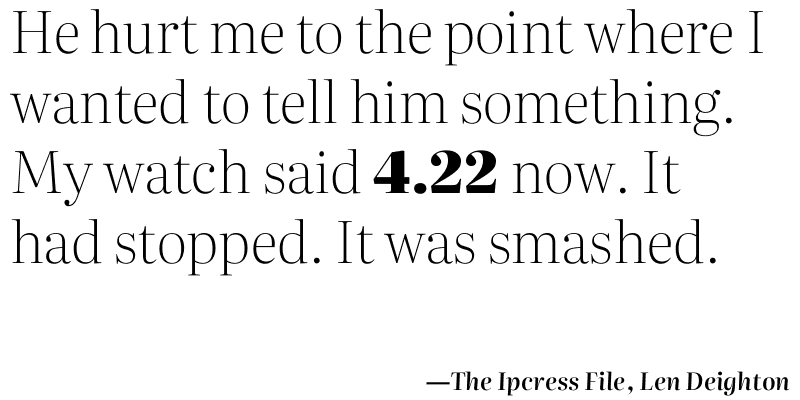 He hurt me to the point where I
wanted to tell him something.
My watch said 4.22 now. It
had stopped. It was smashed.
—The Ipcress File, Len Deighton